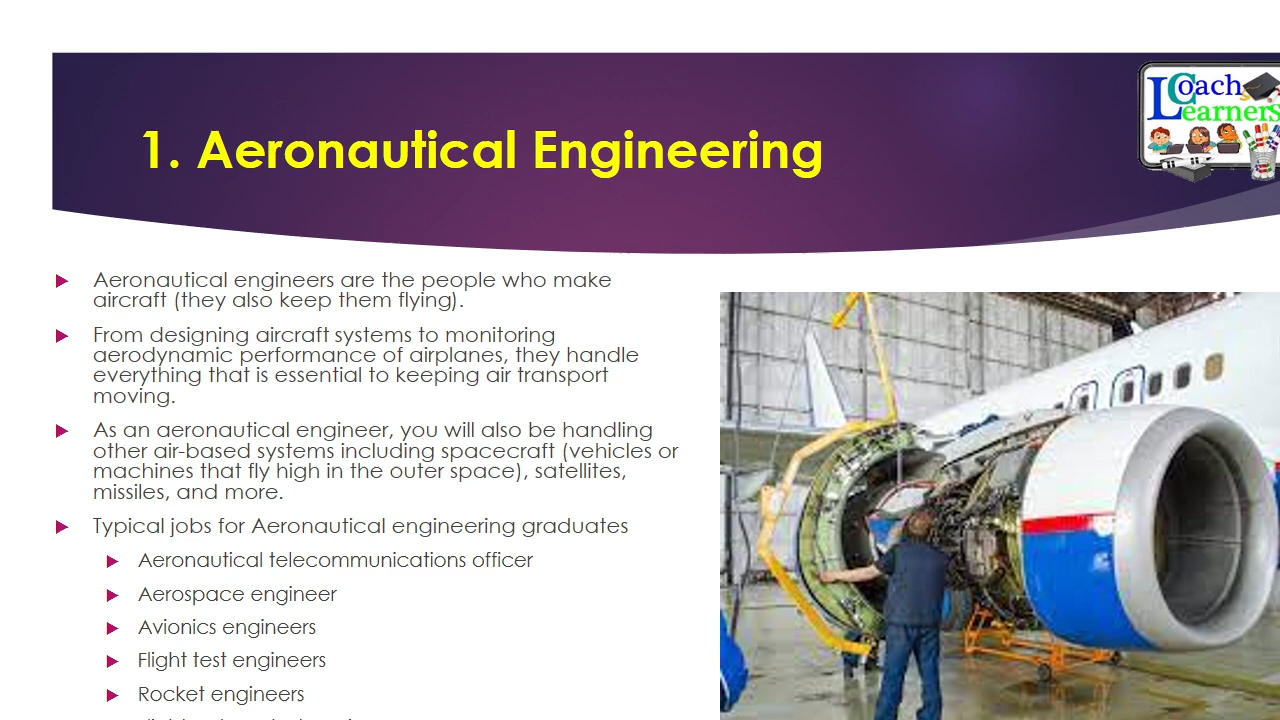 Coach
Learners
1. Aeronautical Engineering
Aeronautical engineers are the people who make
aircraft (they also keep them flying).
From designing aircraft systems to monitoring
aerodynamic performance of airplanes, they handle
everything that is essential to keeping air transport
moving.
As an aeronautical engineer, you will also be handling
other air-based systems including spacecraft (vehicles or
machines that fly high in the outer space), satellites,
missiles, and more.
Typical jobs for Aeronautical engineering graduates
Aeronautical telecommunications officer
Aerospace engineer
Avionics engineers
Flight test engineers
Rocket engineers